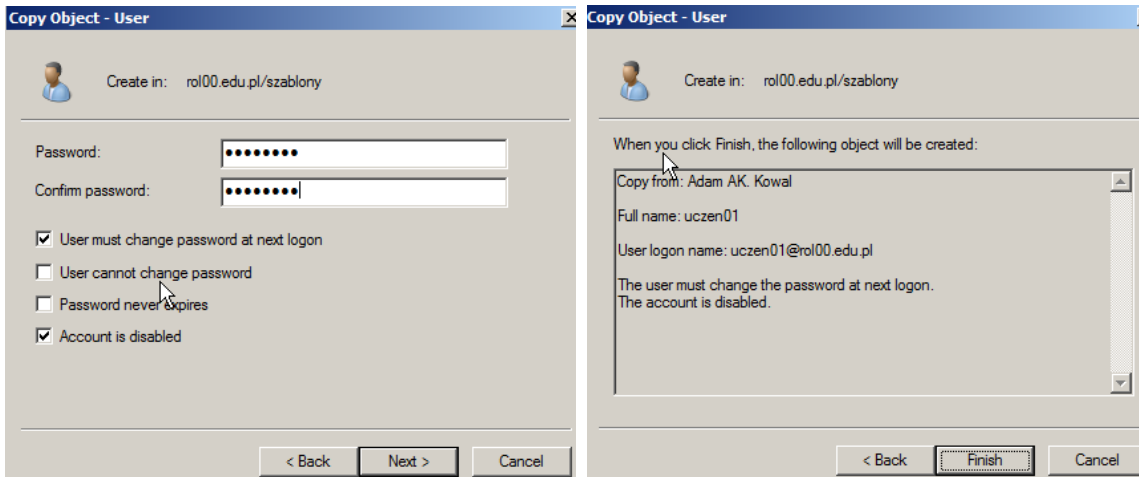 Copy Object - User
Create in: rol00.edu.pl/szablony
Password:
Confirm password:
User must change password at next logon
User cannot change password
Password never expires
Account is disabled
< Back Next > Cancel
Copy Object - User
Create in: rol00.edu.pl/szablony
When you click Finish, the following object will be created:
Copy from: Adam AK. Kowal
Full name: uczen01
User logon name: uczen01@rol00.edu.pl
The user must change the password at next logon.
The account is disabled.
< Back Finish Cancel